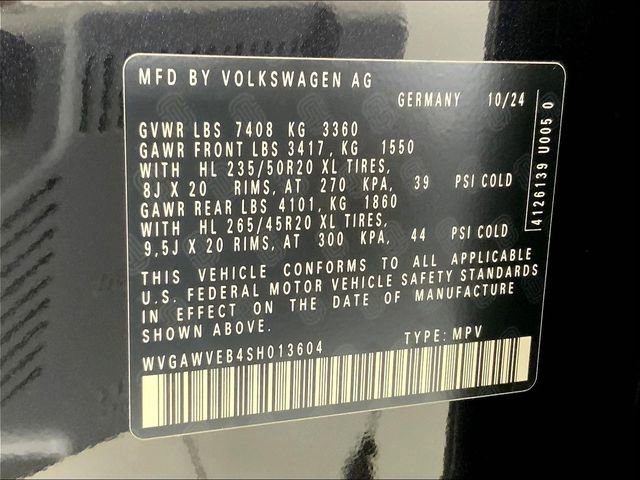 MFD BY VOLKSWAGEN AG
GERMANY 10/24
GVWR LBS 7408 KG 3360
GAWR FRONT LBS 3417, KG 1550
WITH HL 235/50R20 XL TIRES,
8J X 20 RIMS, AT 270 KPA, 39 PSI COLD
GAWR REAR LBS 4101, KG 1860
WITH HL 265/45R20 XL TIRES,
9,5J X 20 RIMS, AT 300 KPA, 44 PSI COLD
THIS VEHICLE CONFORMS TO ALL APPLICABLE
U.S. FEDERAL MOTOR VEHICLE SAFETY STANDARDS
IN EFFECT ON THE DATE OF MANUFACTURE
SHOWN ABOVE.
WVGAWVEB4SH013604 TYPE: MPV
4126139 U005 0